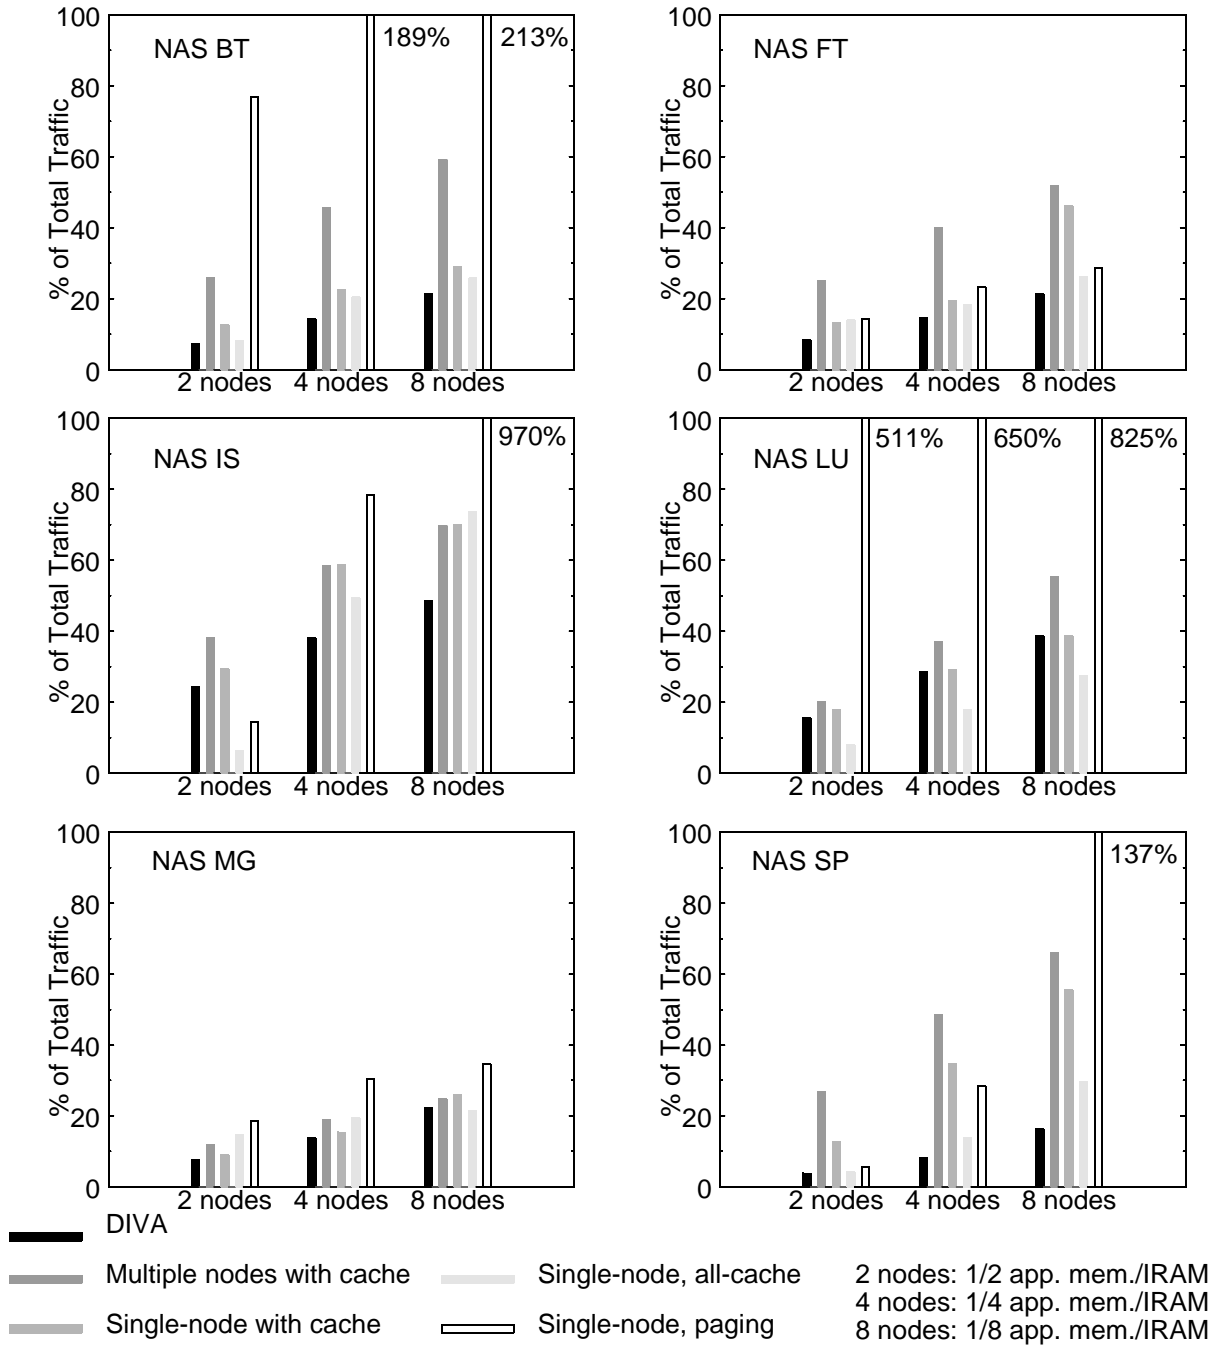 NAS BT
189%
213%
% of Total Traffic
100
80
60
40
20
0
2 nodes
4 nodes
8 nodes
NAS FT
% of Total Traffic
100
80
60
40
20
0
2 nodes
4 nodes
8 nodes
NAS IS
970%
% of Total Traffic
100
80
60
40
20
0
2 nodes
4 nodes
8 nodes
NAS LU
511%
650%
825%
% of Total Traffic
100
80
60
40
20
0
2 nodes
4 nodes
8 nodes
NAS MG
% of Total Traffic
100
80
60
40
20
0
2 nodes
4 nodes
8 nodes
NAS SP
137%
% of Total Traffic
100
80
60
40
20
0
2 nodes
4 nodes
8 nodes
DIVA
Multiple nodes with cache
Single-node with cache
Single-node, all-cache
Single-node, paging
2 nodes: 1/2 app. mem./IRAM
4 nodes: 1/4 app. mem./IRAM
8 nodes: 1/8 app. mem./IRAM